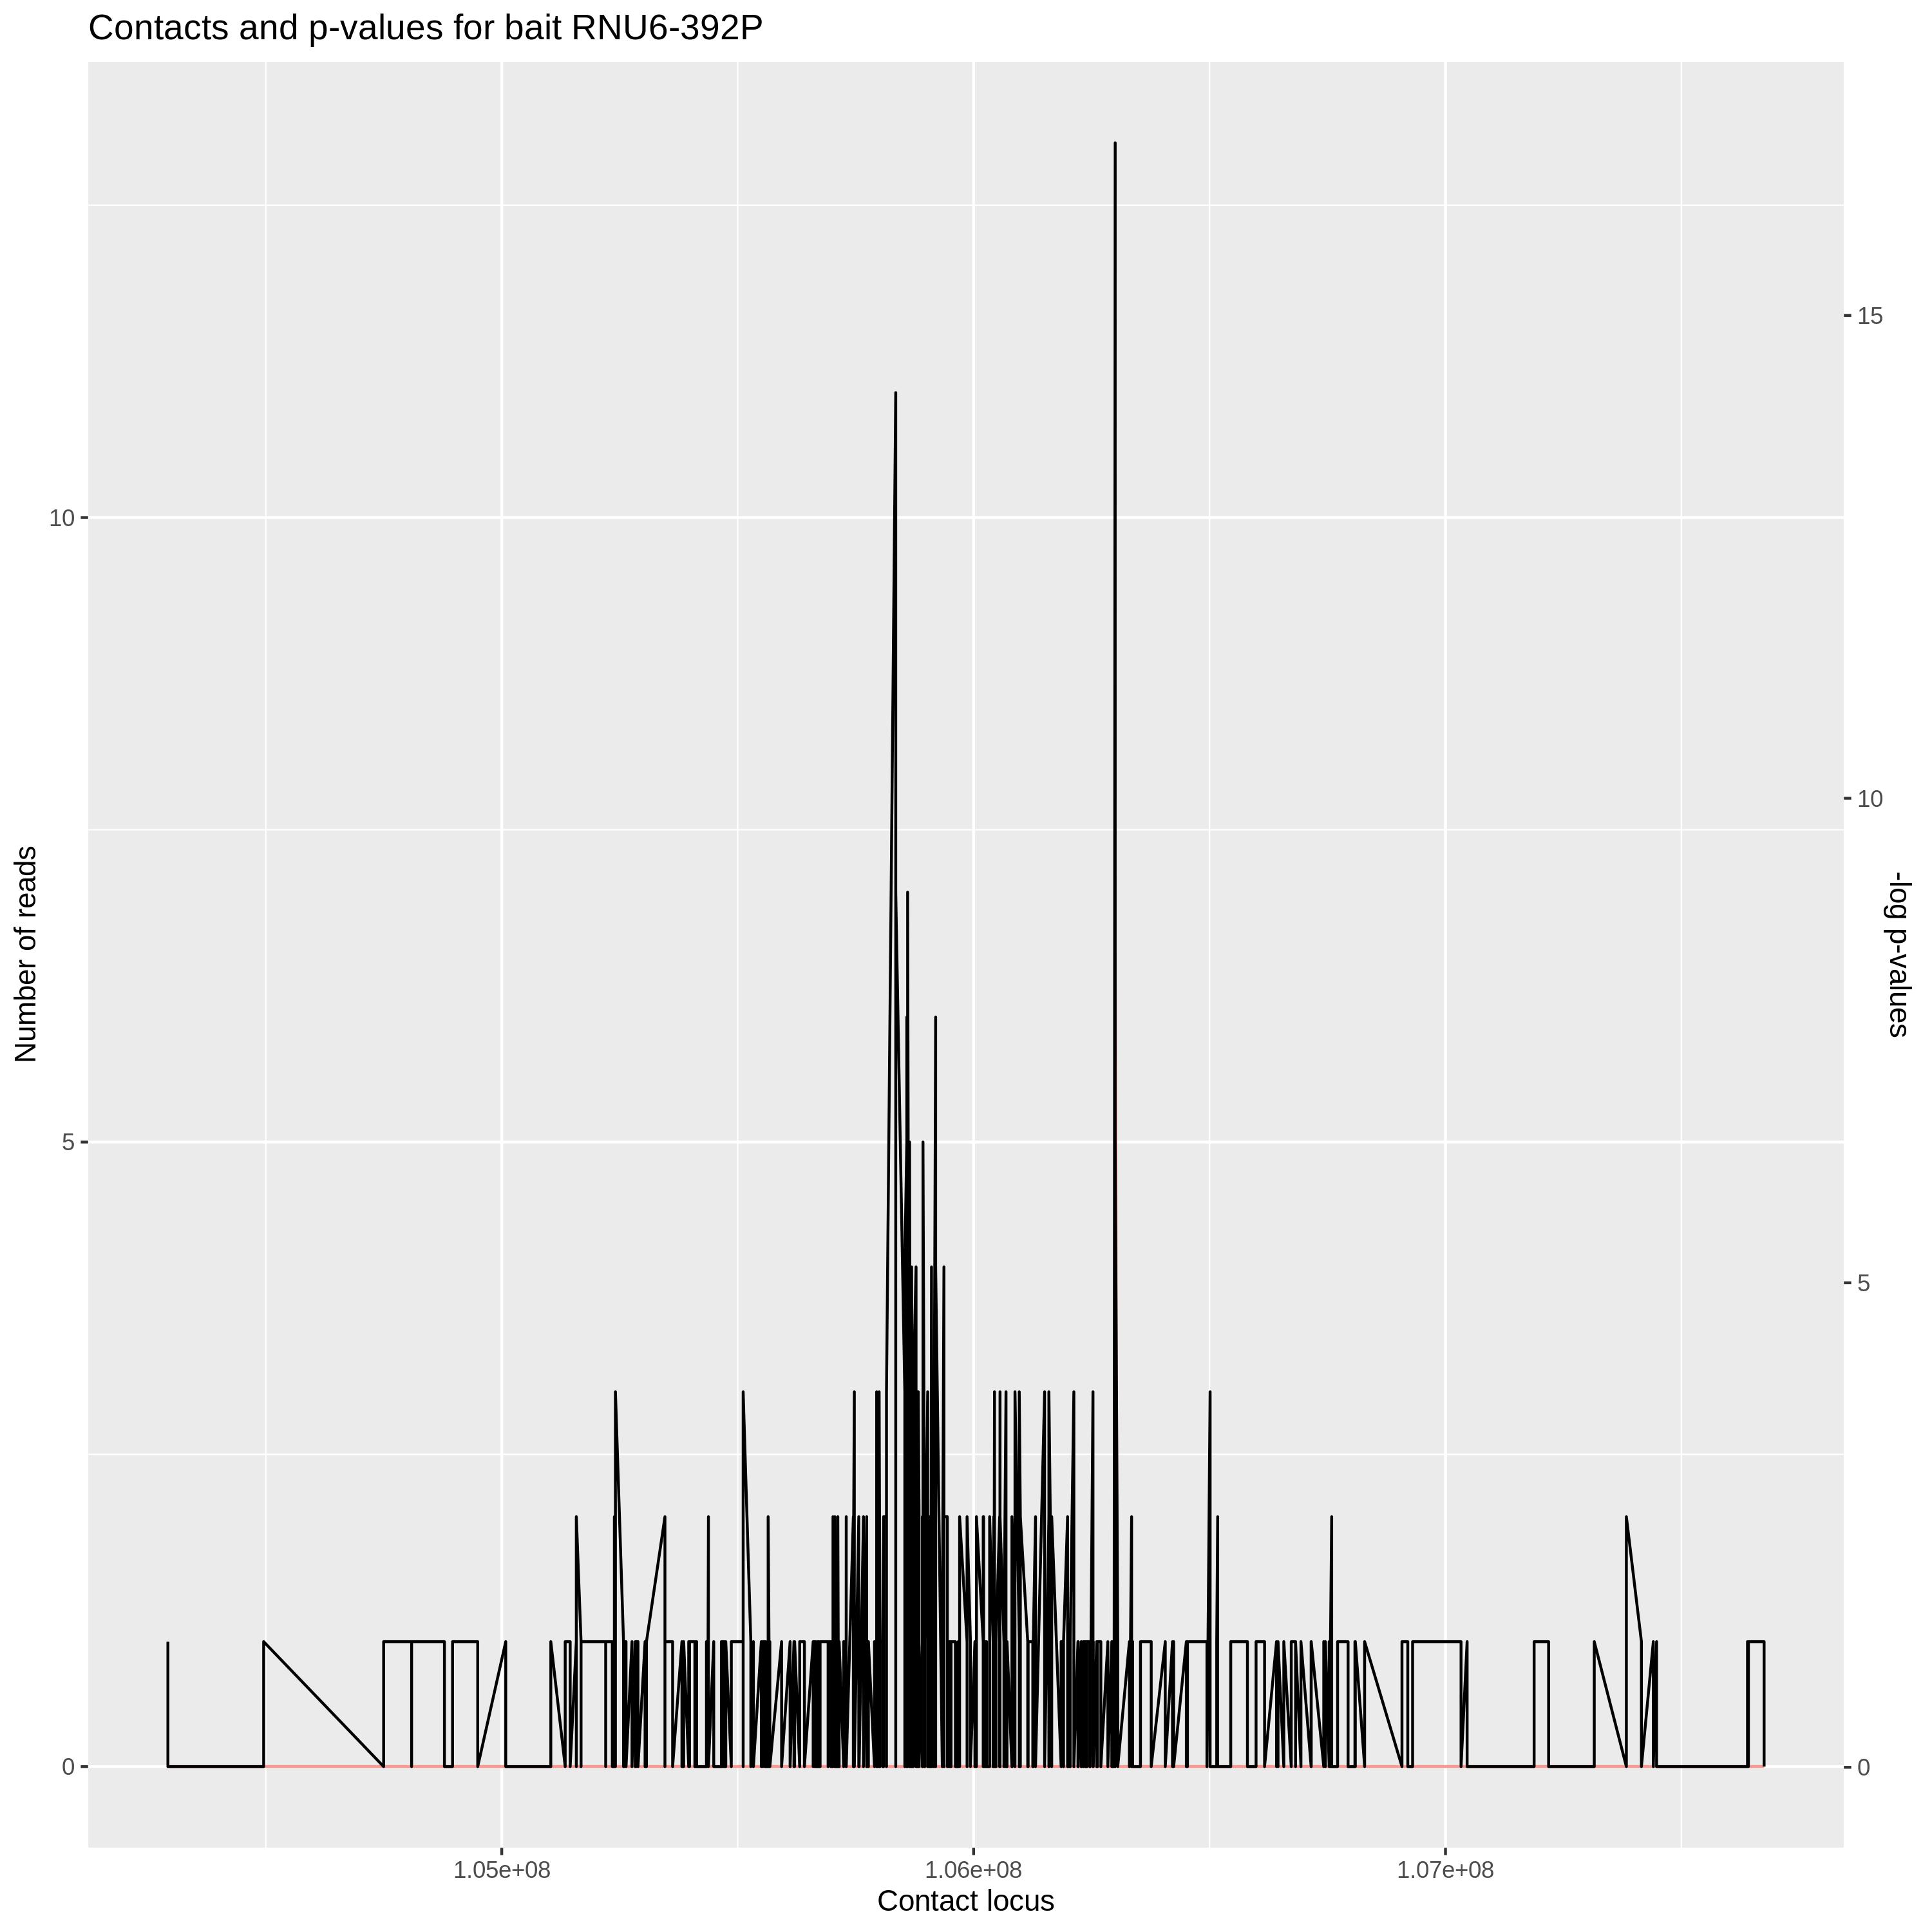 Contacts and p-values for bait RNU6-392P
15
10
10
5
5
0
0
Number of reads
-log p-values
1.05e+08
1.06e+08
1.07e+08
Contact locus